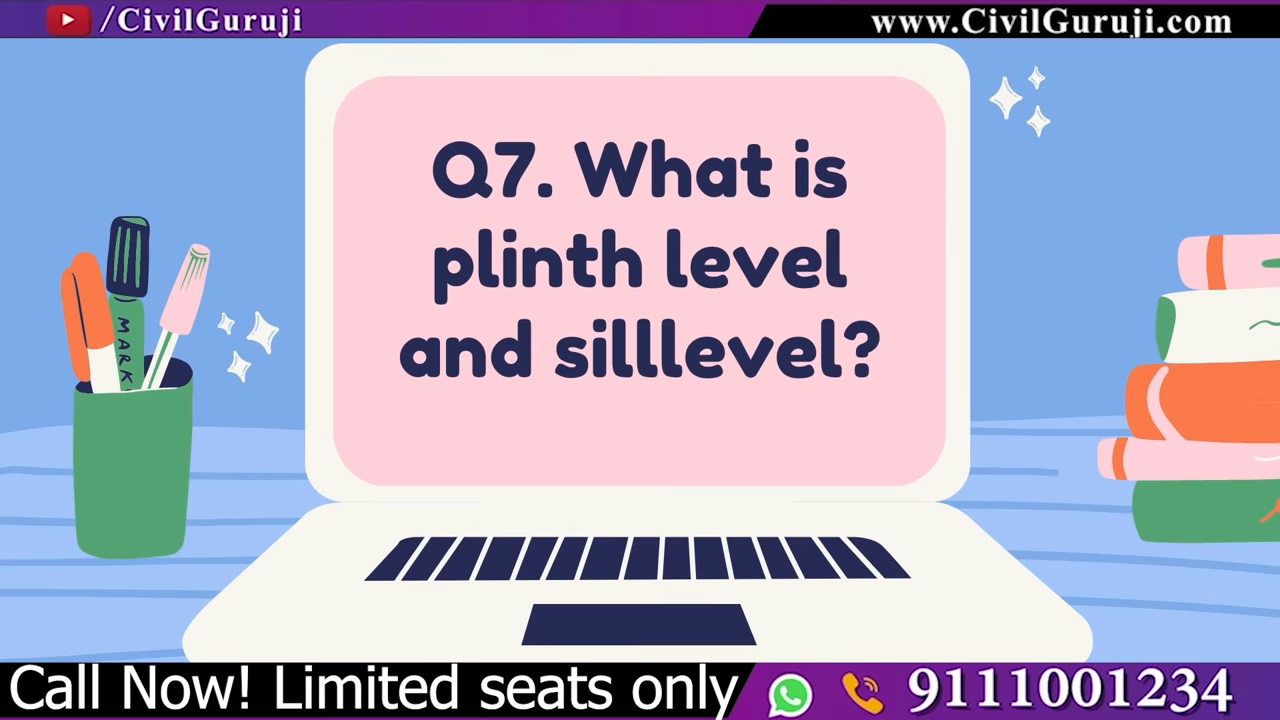 /CivilGuruji
www.CivilGuruji.com
Q7. What is
plinth level
and silllevel?
MARK
Call Now! Limited seats only
9111001234